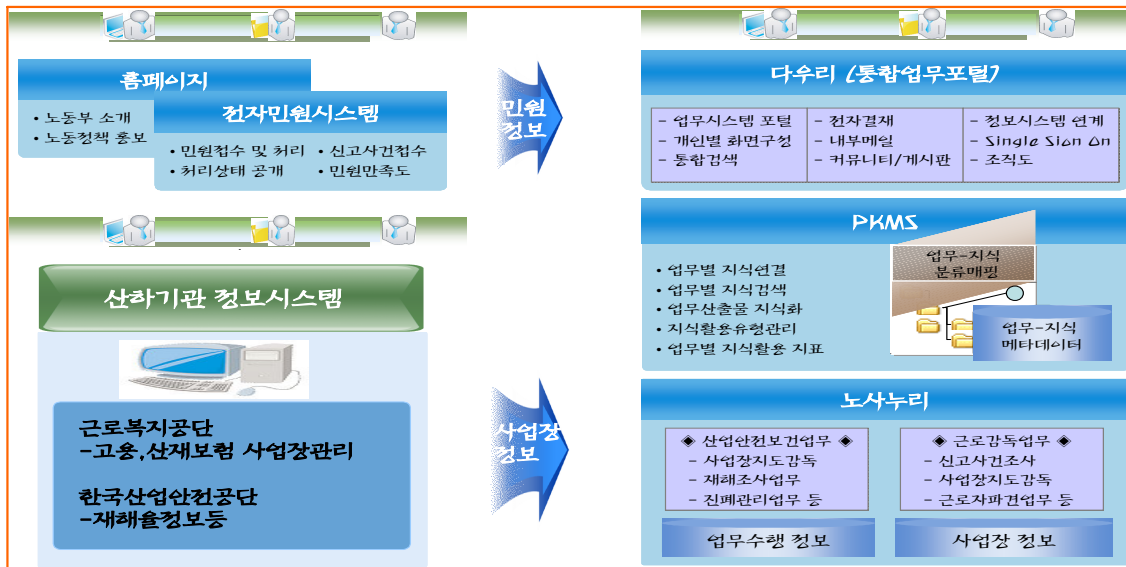 홈페이지
• 노동부 소개
• 노동정책 홍보
전자민원시스템
• 민원접수 및 처리 • 신고사건접수
• 처리상태 공개 • 민원만족도
민원
정보
다우리 (통합업무포털)
- 업무시스템 포털
- 개인별 화면구성
- 통합검색
- 전자결재
- 내부메일
- 커뮤니티/게시판
- 정보시스템 연계
- Single Sign On
- 조직도
산하기관 정보시스템
근로복지공단
-고용,산재보험 사업장관리
한국산업안전공단
-재해율정보등
사업장
정보
PKMS
• 업무별 지식연결
• 업무별 지식검색
• 업무산출물 지식화
• 지식활용유형관리
• 업무별 지식활용 지표
업무-지식
분류매핑
업무-지식
메타데이터
노사누리
◈ 산업안전보건업무 ◈
- 사업장지도감독
- 재해조사업무
- 진폐관리업무 등
◈ 근로감독업무 ◈
- 신고사건조사
- 사업장지도감독
- 근로자파견업무 등
업무수행 정보
사업장 정보